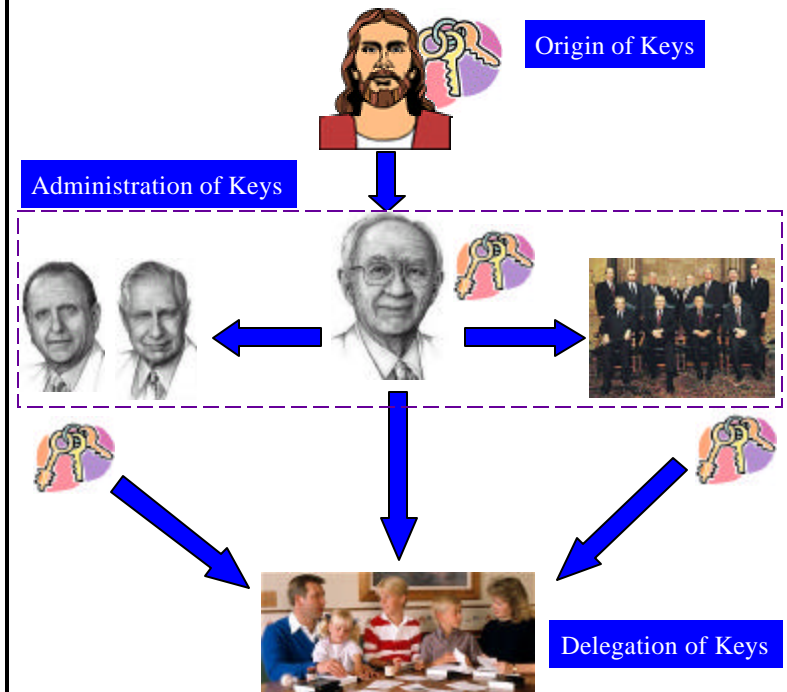 Origin of Keys
Administration of Keys
Delegation of Keys